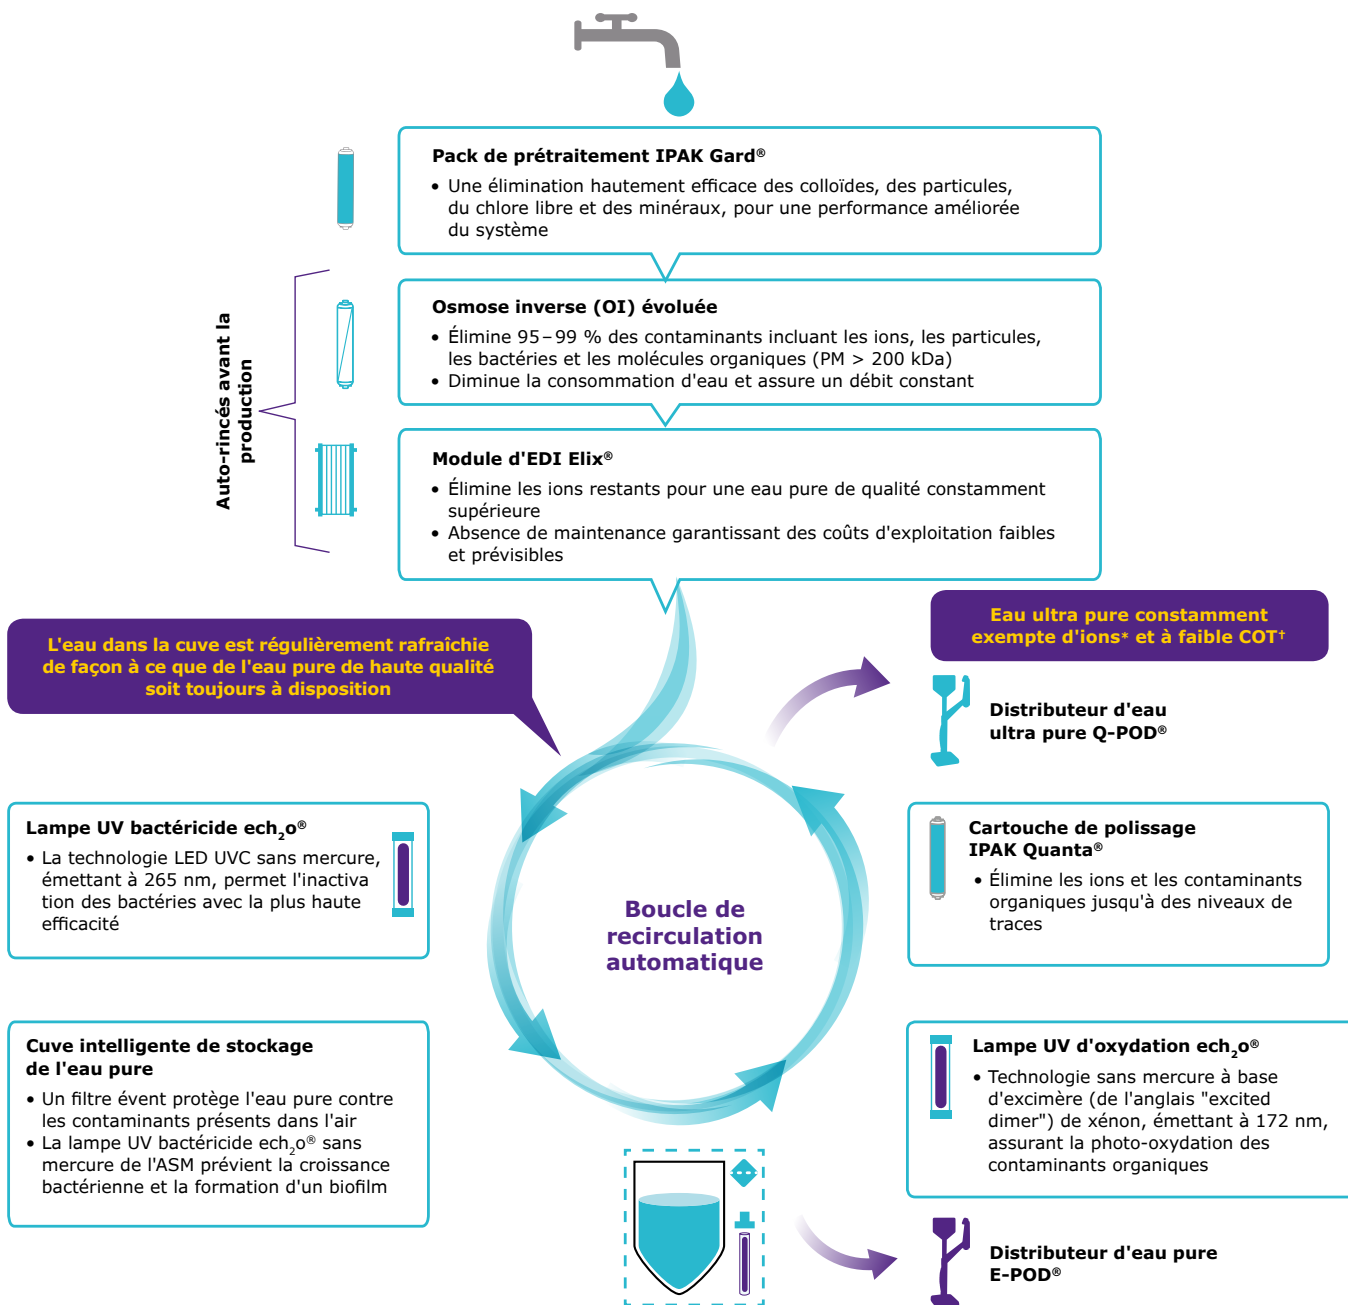 Pack de prétraitement IPAK Gard®
• Une élimination hautement efficace des colloïdes, des particules,
du chlore libre et des minéraux, pour une performance améliorée
du système
Auto-rincés avant la
production
Osmose inverse (OI) évoluée
• Élimine 95–99 % des contaminants incluant les ions, les particules,
les bactéries et les molécules organiques (PM > 200 kDa)
• Diminue la consommation d'eau et assure un débit constant
Module d'EDI Elix®
• Élimine les ions restants pour une eau pure de qualité constamment
supérieure
• Absence de maintenance garantissant des coûts d'exploitation faibles
et prévisibles
L'eau dans la cuve est régulièrement rafraîchie
de façon à ce que de l'eau pure de haute qualité
soit toujours à disposition
Eau ultra pure constamment
exempte d'ions* et à faible COT†
Distributeur d'eau
ultra pure Q-POD®
Lampe UV bactéricide ech₂o®
• La technologie LED UVC sans mercure,
émettant à 265 nm, permet l'inactiva
tion des bactéries avec la plus haute
efficacité
Boucle de
recirculation
automatique
Cartouche de polissage
IPAK Quanta®
• Élimine les ions et les contaminants
organiques jusqu'à des niveaux de
traces
Cuve intelligente de stockage
de l'eau pure
• Un filtre évent protège l'eau pure contre
les contaminants présents dans l'air
• La lampe UV bactéricide ech₂o® sans
mercure de l'ASM prévient la croissance
bactérienne et la formation d'un biofilm
Lampe UV d'oxydation ech₂o®
• Technologie sans mercure à base
d'excimère (de l'anglais "excited
dimer") de xénon, émettant à 172 nm,
assurant la photo-oxydation des
contaminants organiques
Distributeur d'eau pure
E-POD®